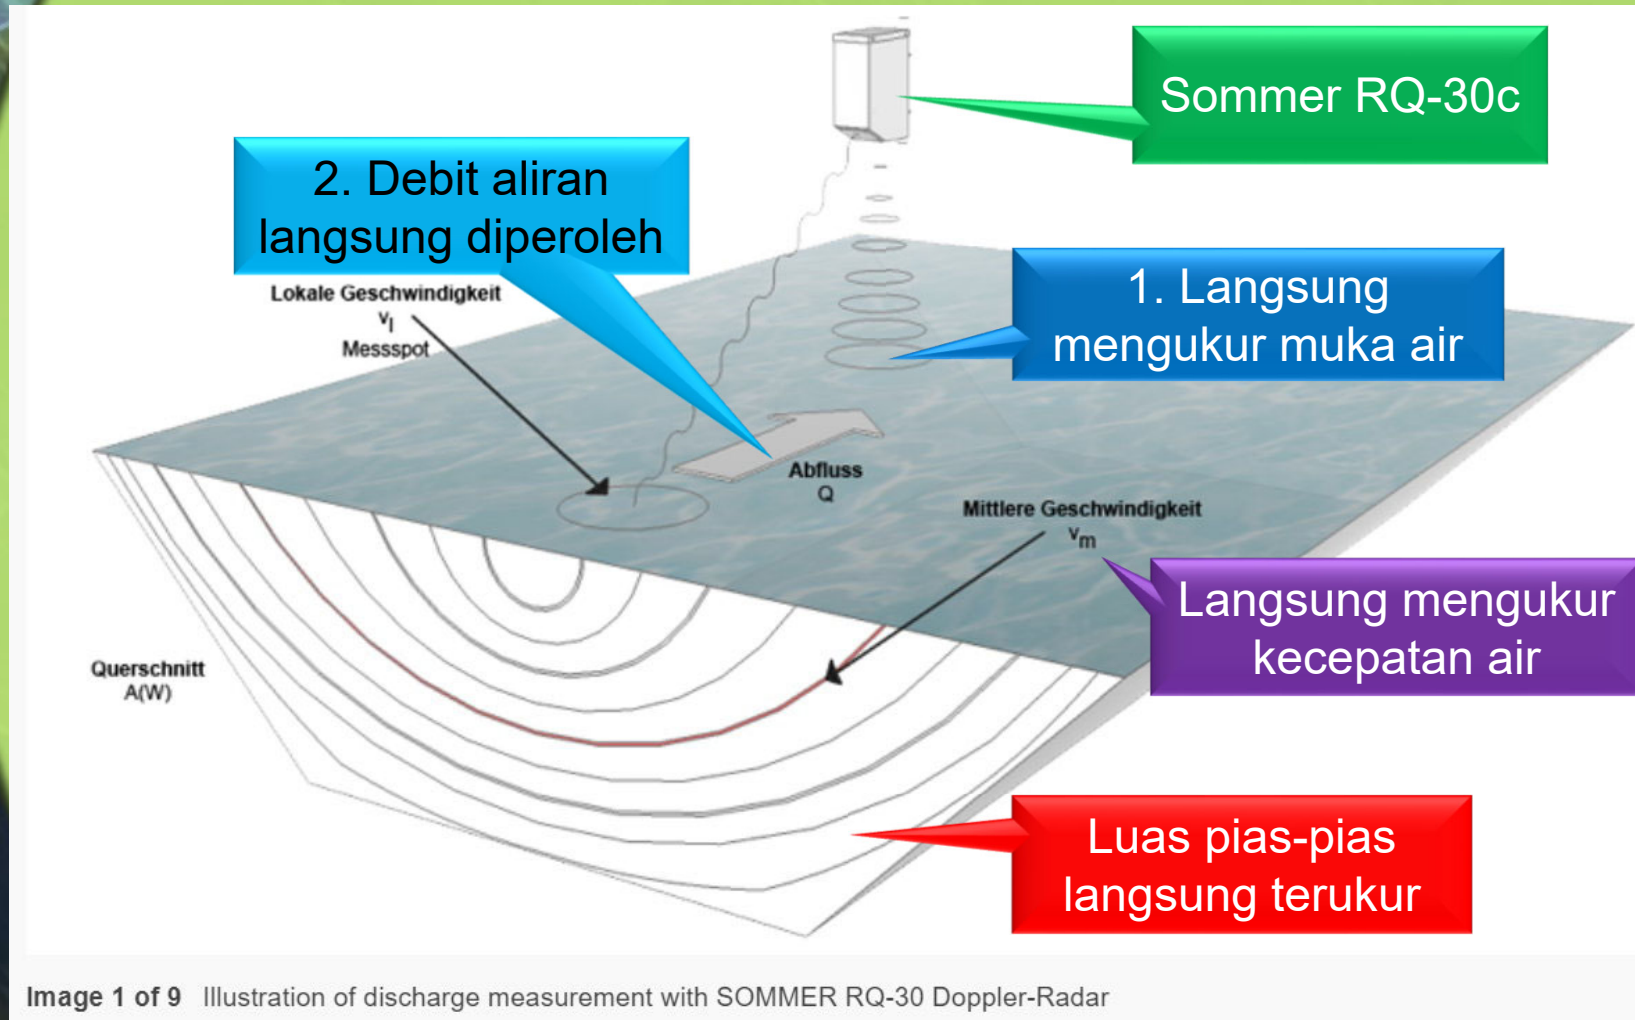 Sommer RQ-30c
2. Debit aliran
langsung diperoleh
1. Langsung
mengukur muka air
Lokale Geschwindigkeit
vl
Messspot
Abfluss
Q
Mittlere Geschwindigkeit
vm
Langsung mengukur
kecepatan air
Querschnitt
A(W)
Luas pias-pias
langsung terukur
Image 1 of 9 Illustration of discharge measurement with SOMMER RQ-30 Doppler-Radar